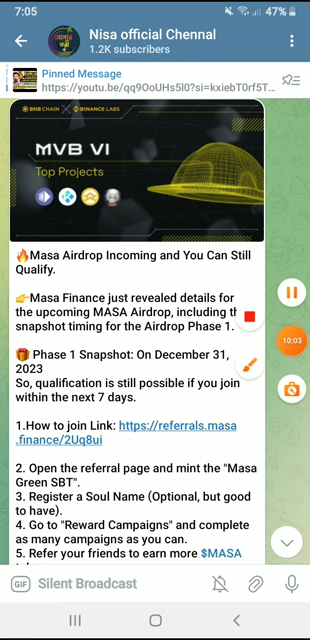 7:05
47%
Nisa official Chennal
1.2K subscribers
Pinned Message
https://youtu.be/qq9OoUHs5l0?si=kxiebT0rf5T...
BNB CHAIN × BINANCE LABS
MVB VI
Top Projects
🔥Masa Airdrop Incoming and You Can Still
Qualify.
👉Masa Finance just revealed details for
the upcoming MASA Airdrop, including th
snapshot timing for the Airdrop Phase 1.
🎁 Phase 1 Snapshot: On December 31,
2023
So, qualification is still possible if you join
within the next 7 days.
1.How to join Link: https://referrals.masa
.finance/2Uq8ui
2. Open the referral page and mint the "Masa
Green SBT".
3. Register a Soul Name (Optional, but good
to have).
4. Go to "Reward Campaigns" and complete
as many campaigns as you can.
5. Refer your friends to earn more $MASA
10:03
GIF
Silent Broadcast